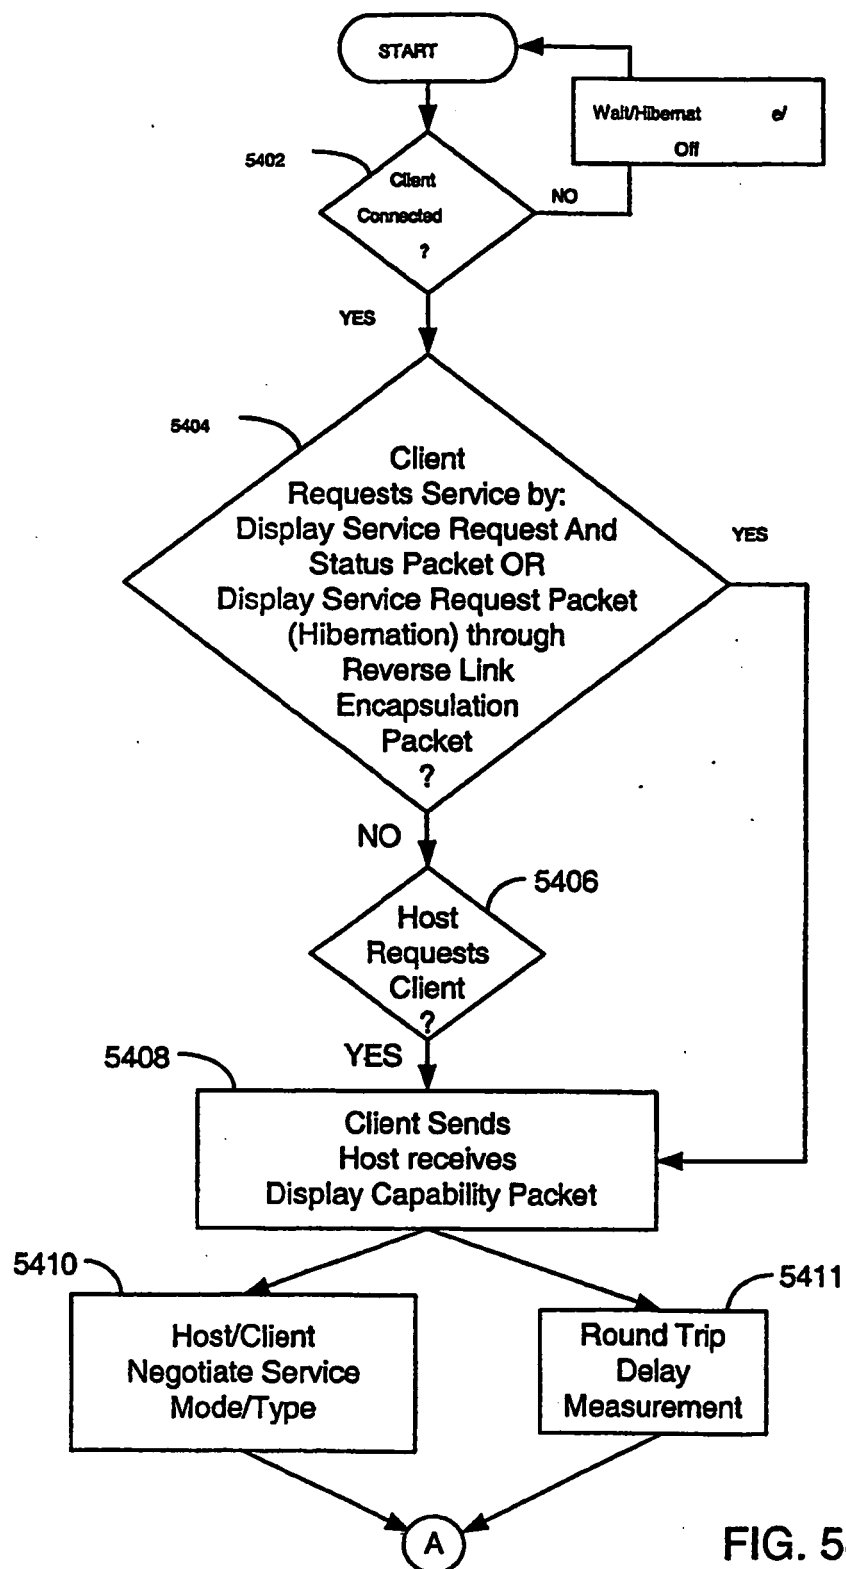 START
Wait/Hibernat e/
Off
5402
Client
Connected
?
NO
YES
5404
Client
Requests Service by:
Display Service Request And
Status Packet OR
Display Service Request Packet
(Hibernation) through
Reverse Link
Encapsulation
Packet
?
YES
NO
5406
Host
Requests
Client
?
YES
5408
Client Sends
Host receives
Display Capability Packet
5410
Host/Client
Negotiate Service
Mode/Type
5411
Round Trip
Delay
Measurement
A
FIG. 5